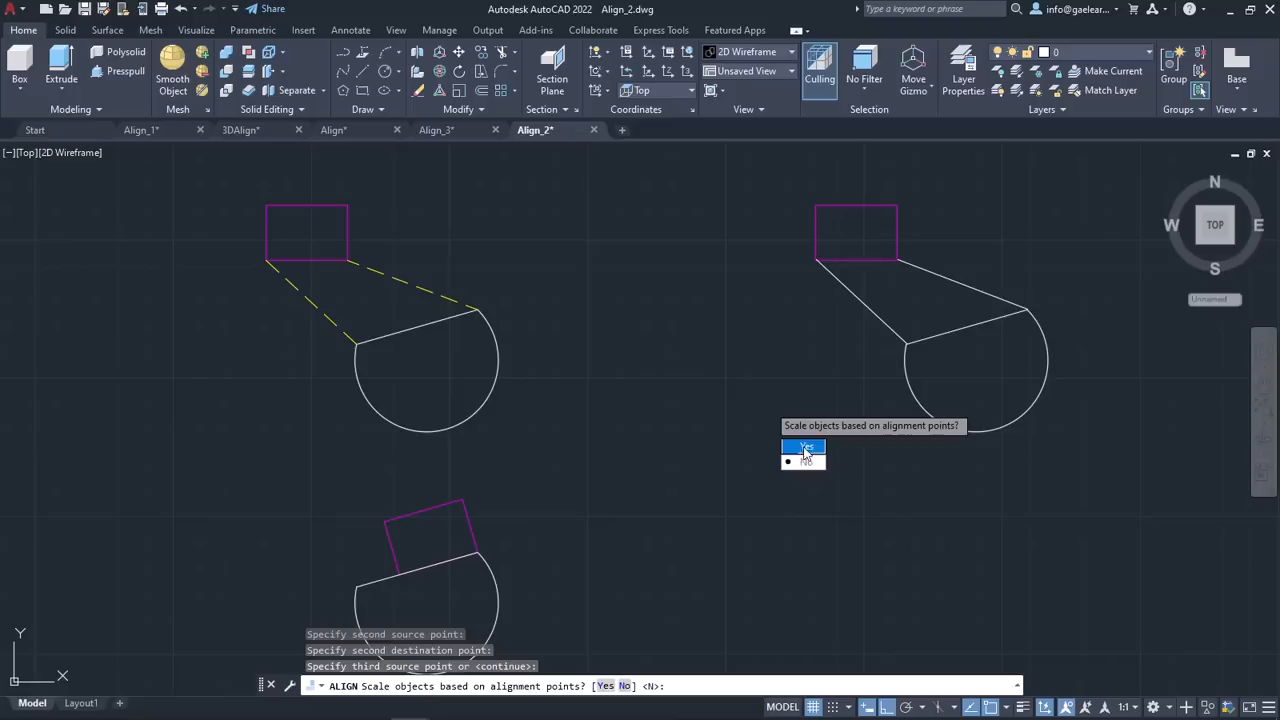 Share
Autodesk AutoCAD 2022 Align_2.dwg
Type a keyword or phrase
info@gaelear...
Home Solid Surface Mesh Visualize Parametric Insert Annotate View Manage Output Add-ins Collaborate Express Tools Featured Apps
Box
Extrude
Polysolid
Presspull
Smooth
Object
Separate
Section
Plane
Top
2D Wireframe
Unsaved View
Culling
No Filter
Move
Gizmo
Layer
Properties
0
Make Current
Match Layer
Group
Base
Modeling Mesh Solid Editing Draw Modify Section Coordinates View Selection Layers Groups View
Start Align_1* 3DAlign* Align* Align_3* Align_2*
[−][Top][2D Wireframe]
N
W TOP E
S
Unnamed
Scale objects based on alignment points?
Yes
No
Specify second source point:
Specify second destination point:
Specify third source point or <continue>:
Y
X
ALIGN Scale objects based on alignment points? [Yes No] <N>:
Model Layout1
MODEL
1:1